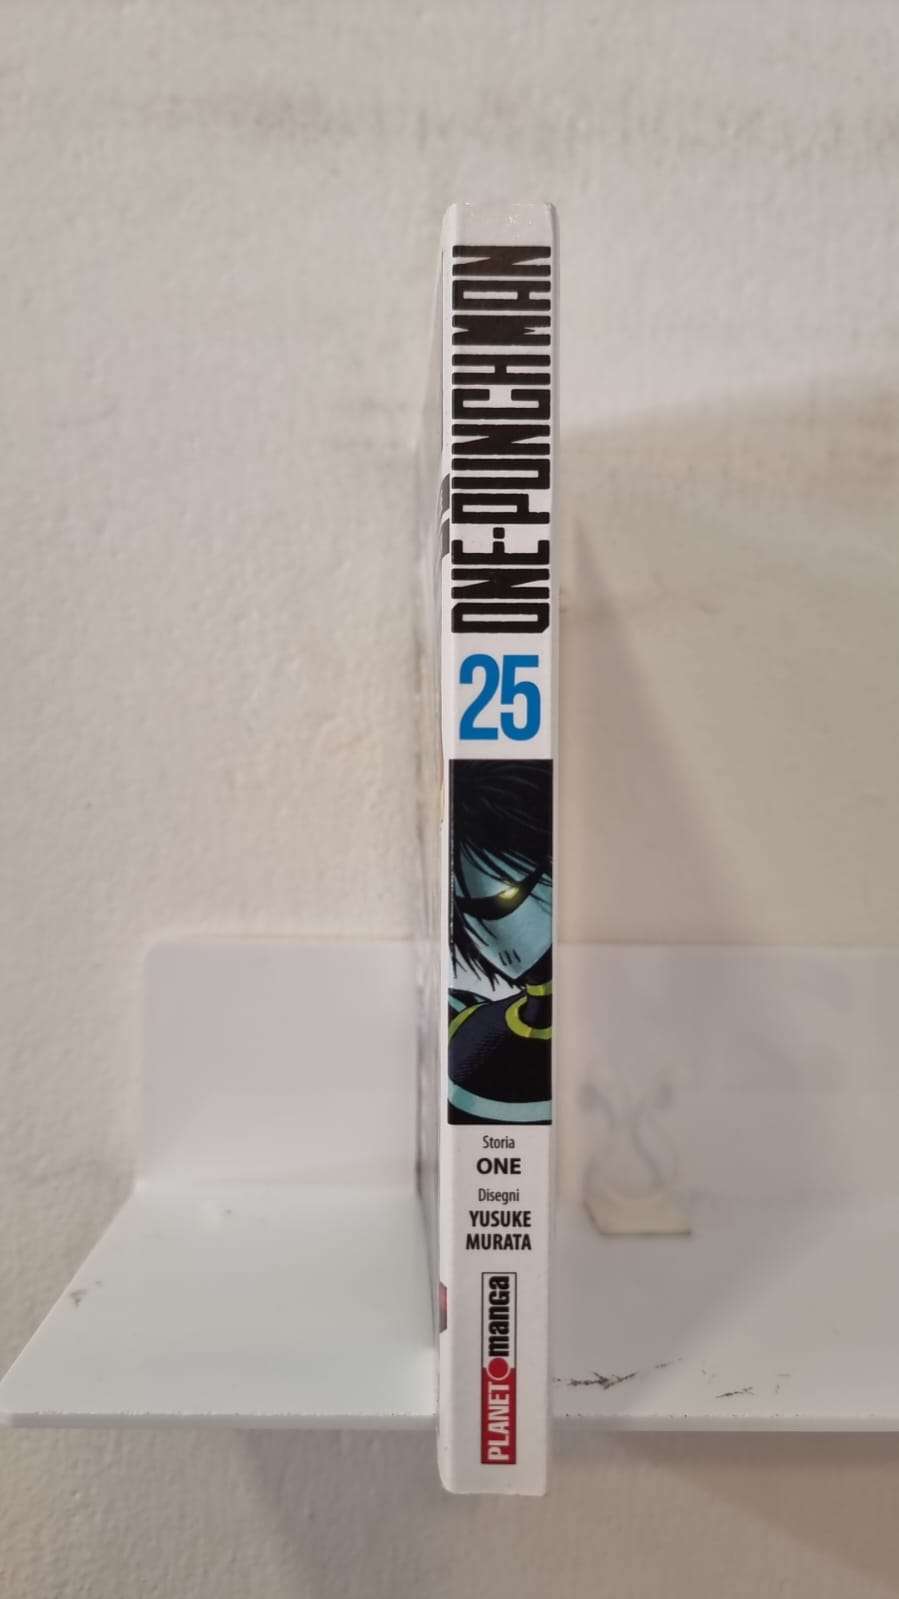 ONE-PUNCH MAN
25
Storia
ONE
Disegni
YUSUKE
MURATA
PLANET manga